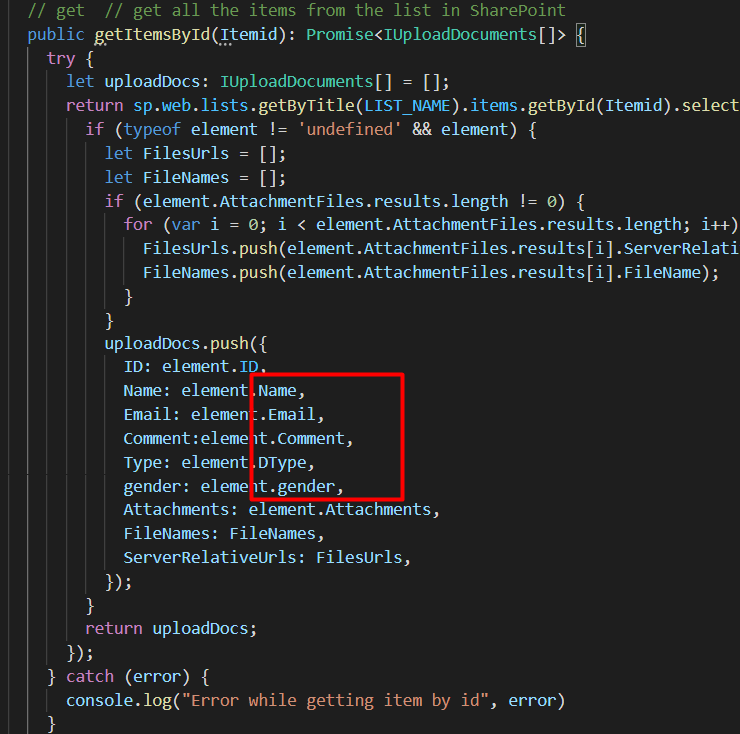 // get  // get all the items from the list in SharePoint
public getItemsById(Itemid): Promise<IUploadDocuments[]> {
try {
let uploadDocs: IUploadDocuments[] = [];
return sp.web.lists.getByTitle(LIST_NAME).items.getById(Itemid).select
if (typeof element != 'undefined' && element) {
let FilesUrls = [];
let FileNames = [];
if (element.AttachmentFiles.results.length != 0) {
for (var i = 0; i < element.AttachmentFiles.results.length; i++)
FilesUrls.push(element.AttachmentFiles.results[i].ServerRelati
FileNames.push(element.AttachmentFiles.results[i].FileName);
}
}
uploadDocs.push({
ID: element.ID,
Name: element.Name,
Email: element.Email,
Comment:element.Comment,
Type: element.DType,
gender: element.gender,
Attachments: element.Attachments,
FileNames: FileNames,
ServerRelativeUrls: FilesUrls,
});
}
return uploadDocs;
});
} catch (error) {
console.log("Error while getting item by id", error)
}